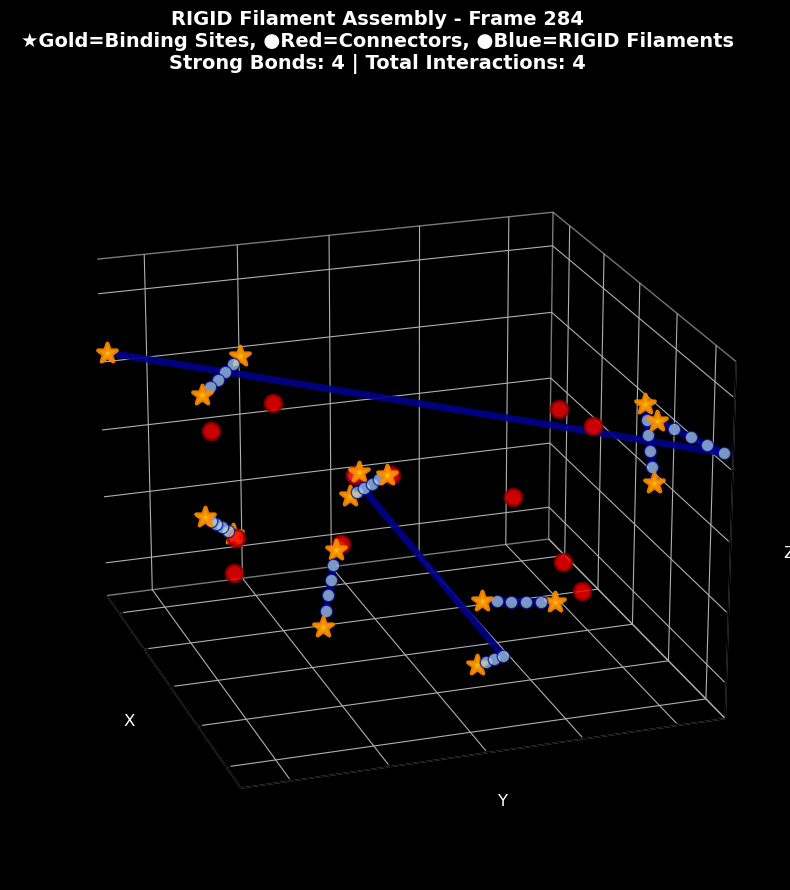 RIGID Filament Assembly - Frame 284
★Gold=Binding Sites, ●Red=Connectors, ●Blue=RIGID Filaments
Strong Bonds: 4 | Total Interactions: 4
Z
X
Y